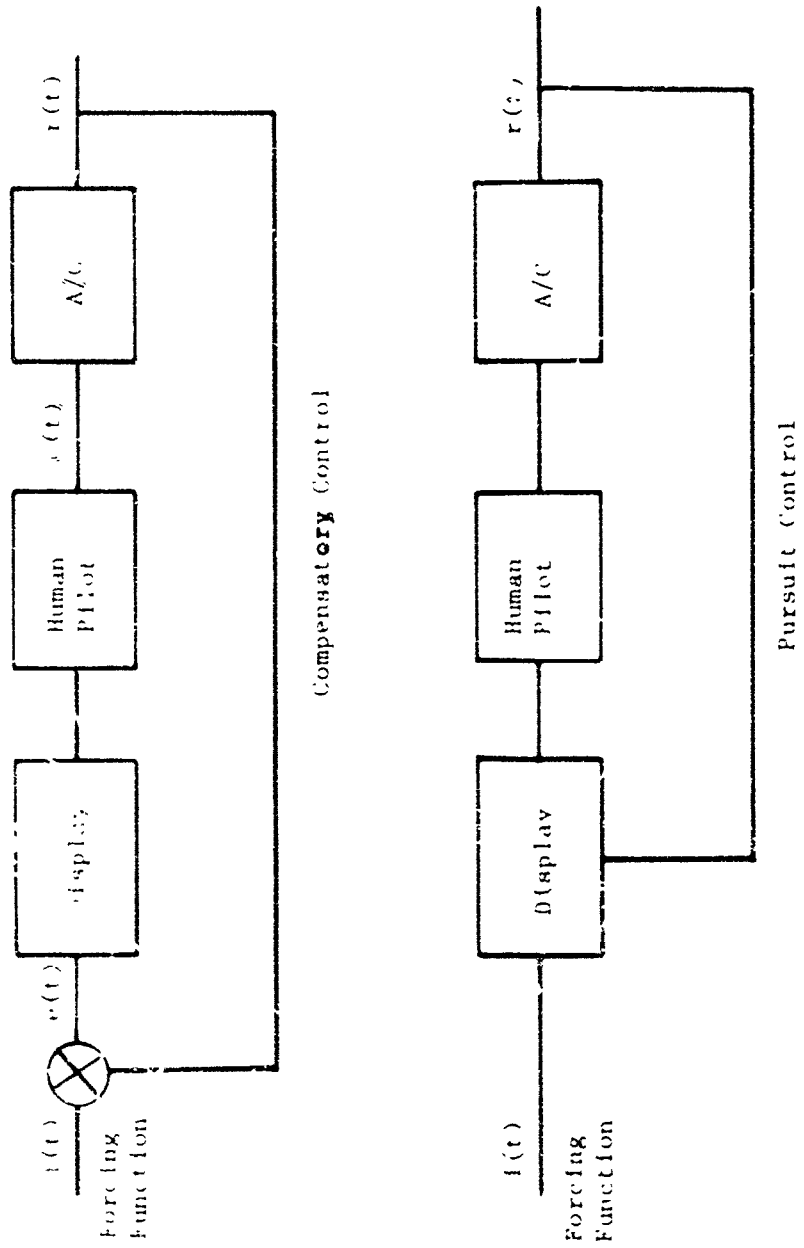 i(t)
Forcing
Function
e(t)
Display
Human
Pilot
A/C
r(t)
Compensatory Control
i(t)
Forcing
Function
Display
Human
Pilot
A/C
Pursuit Control